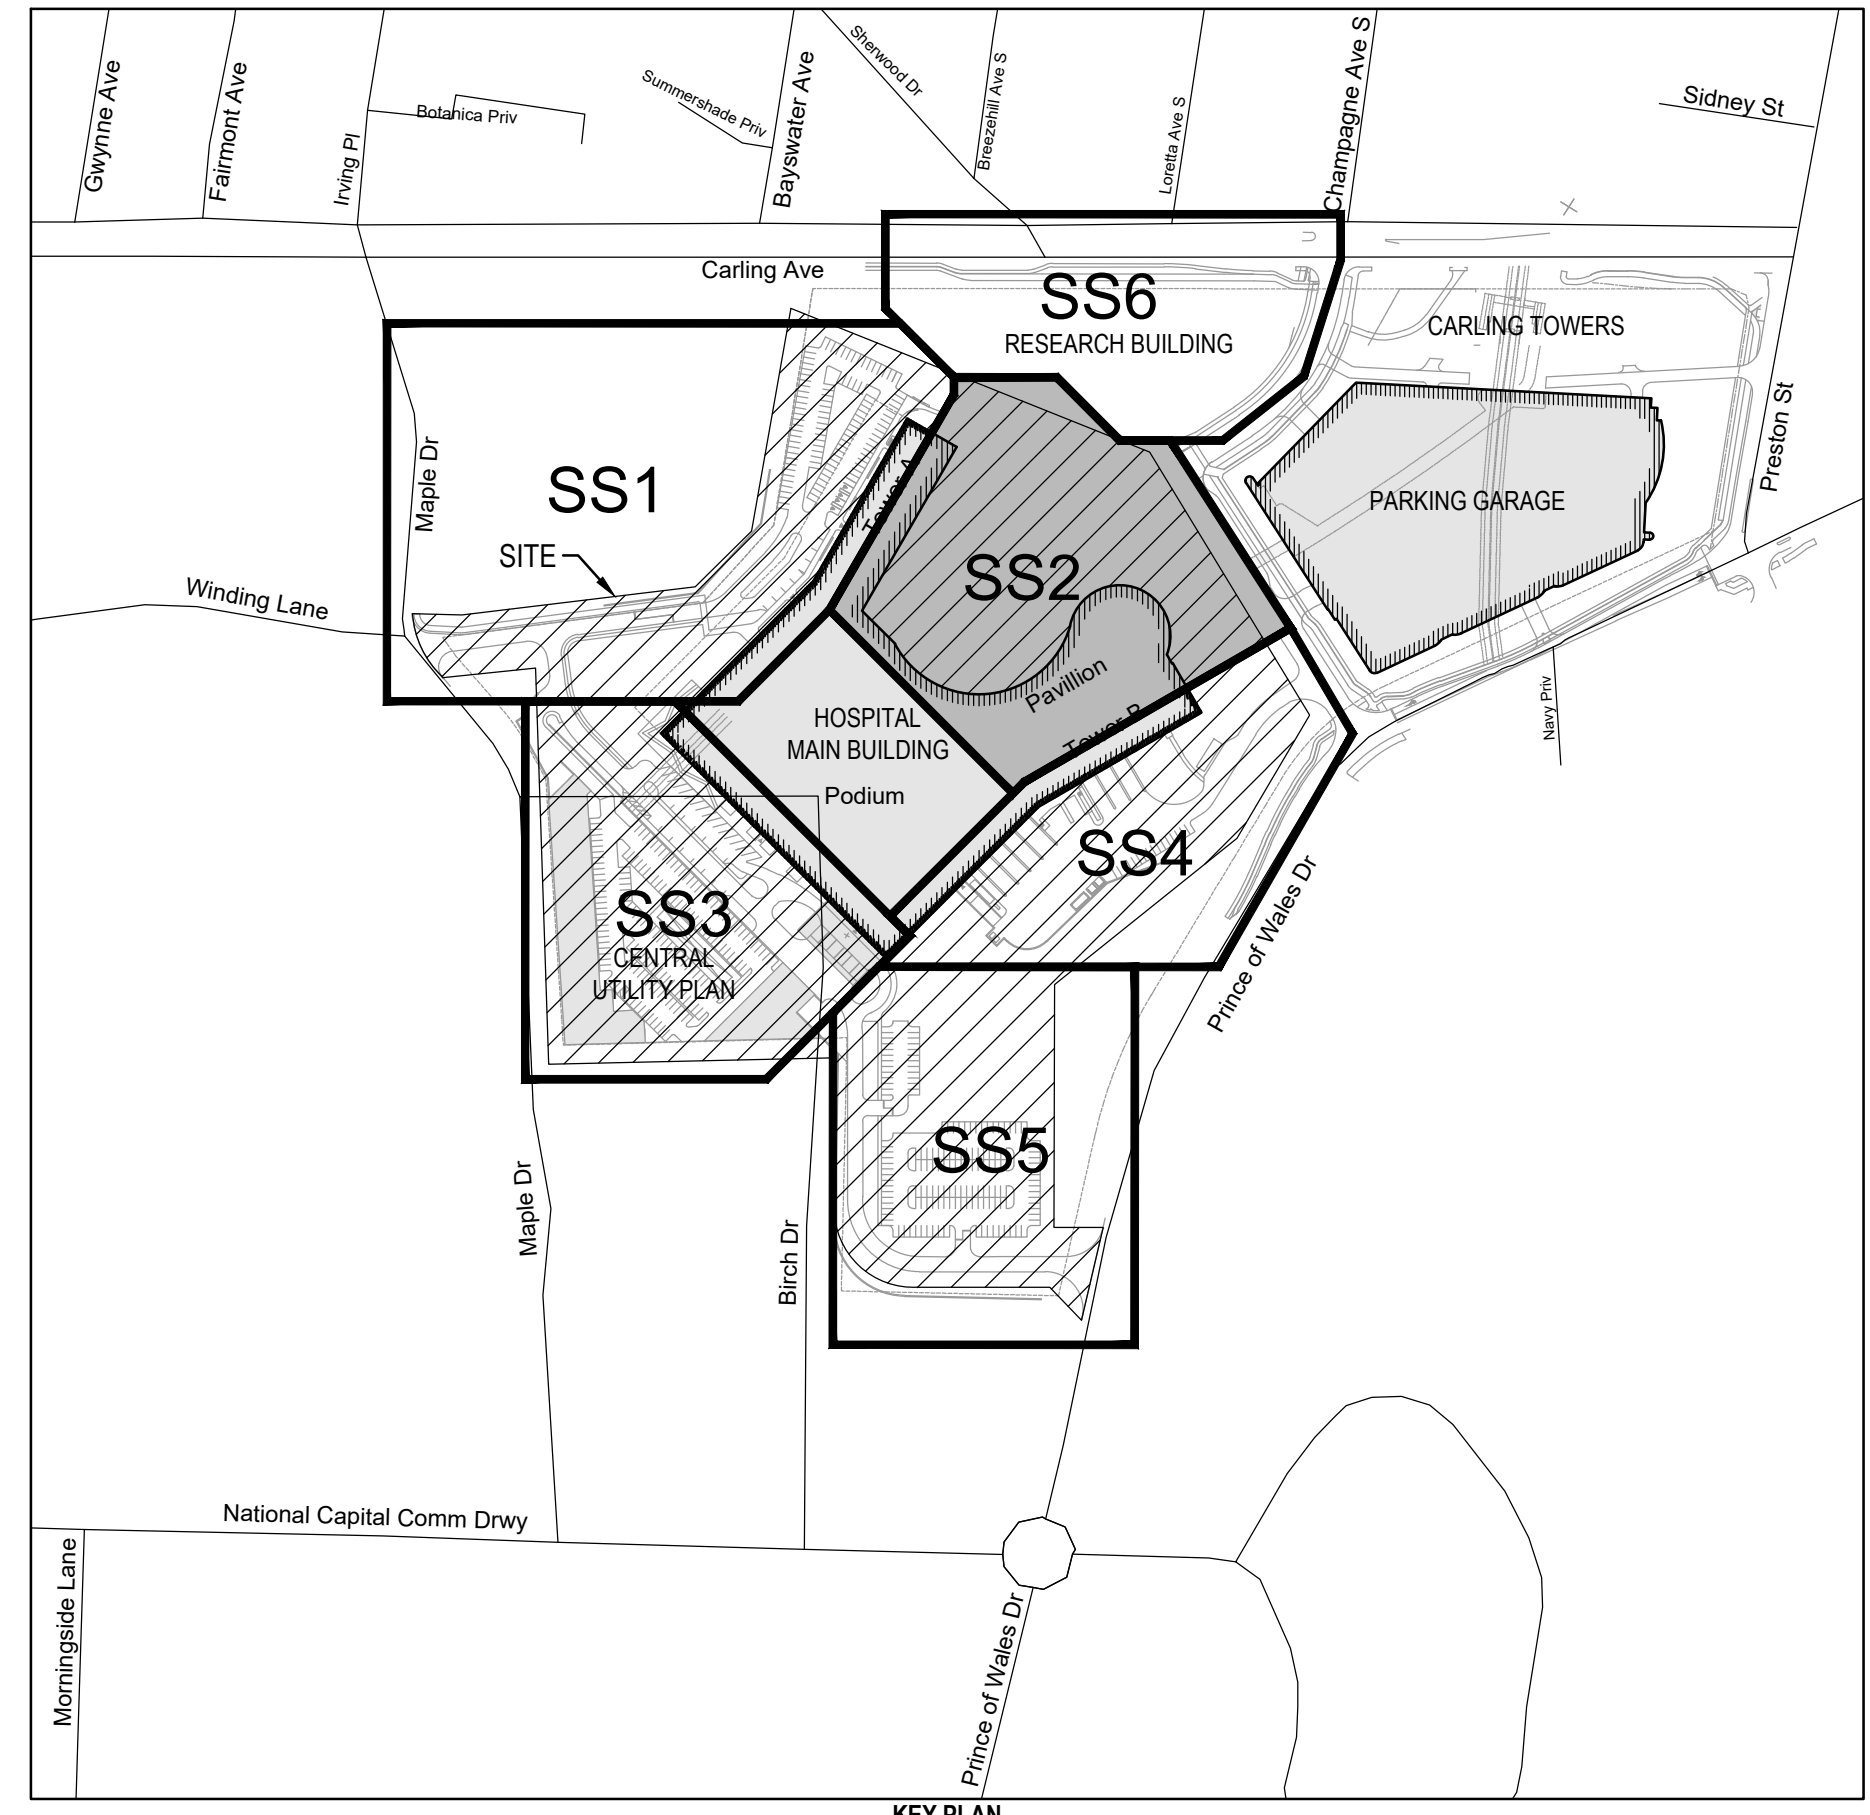 Gwynne Ave
Fairmont Ave
Irving Pl
Botanica Priv
Summershade Priv
Bayswater Ave
Sherwood Dr
Breezehill Ave S
Loretta Ave S
Champagne Ave S
Sidney St
Carling Ave
SS6
RESEARCH BUILDING
CARLING TOWERS
Preston St
Maple Dr
SS1
Tower A
PARKING GARAGE
SITE
SS2
Winding Lane
Pavillion
Navy Priv
HOSPITAL
MAIN BUILDING
Tower B
Podium
SS4
SS3
CENTRAL
UTILITY PLAN
Prince of Wales Dr
SS5
Maple Dr
Birch Dr
National Capital Comm Drwy
Morningside Lane
Prince of Wales Dr
KEY PLAN